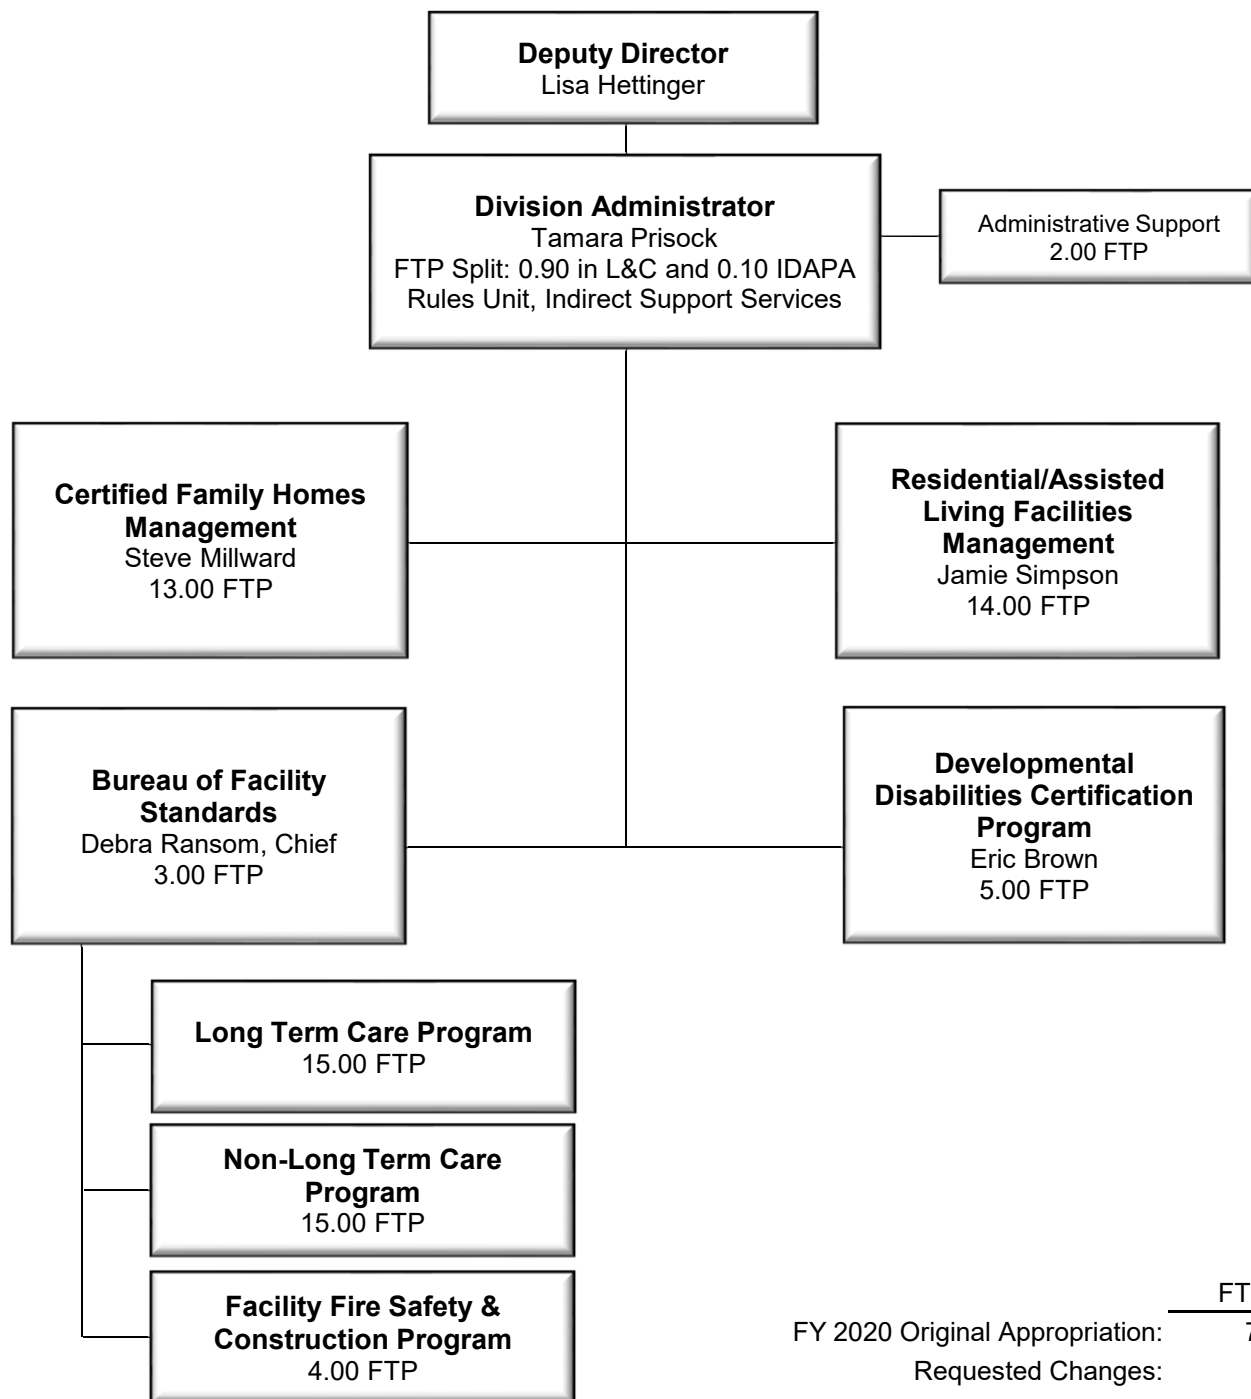 Deputy Director
Lisa Hettinger
Division Administrator
Tamara Prisock
FTP Split: 0.90 in L&C and 0.10 IDAPA
Rules Unit, Indirect Support Services
Administrative Support
2.00 FTP
Certified Family Homes
Management
Steve Millward
13.00 FTP
Residential/Assisted
Living Facilities
Management
Jamie Simpson
14.00 FTP
Bureau of Facility
Standards
Debra Ransom, Chief
3.00 FTP
Developmental
Disabilities Certification
Program
Eric Brown
5.00 FTP
Long Term Care Program
15.00 FTP
Non-Long Term Care
Program
15.00 FTP
Facility Fire Safety &
Construction Program
4.00 FTP
FY 2020 Original Appropriation:
Requested Changes: